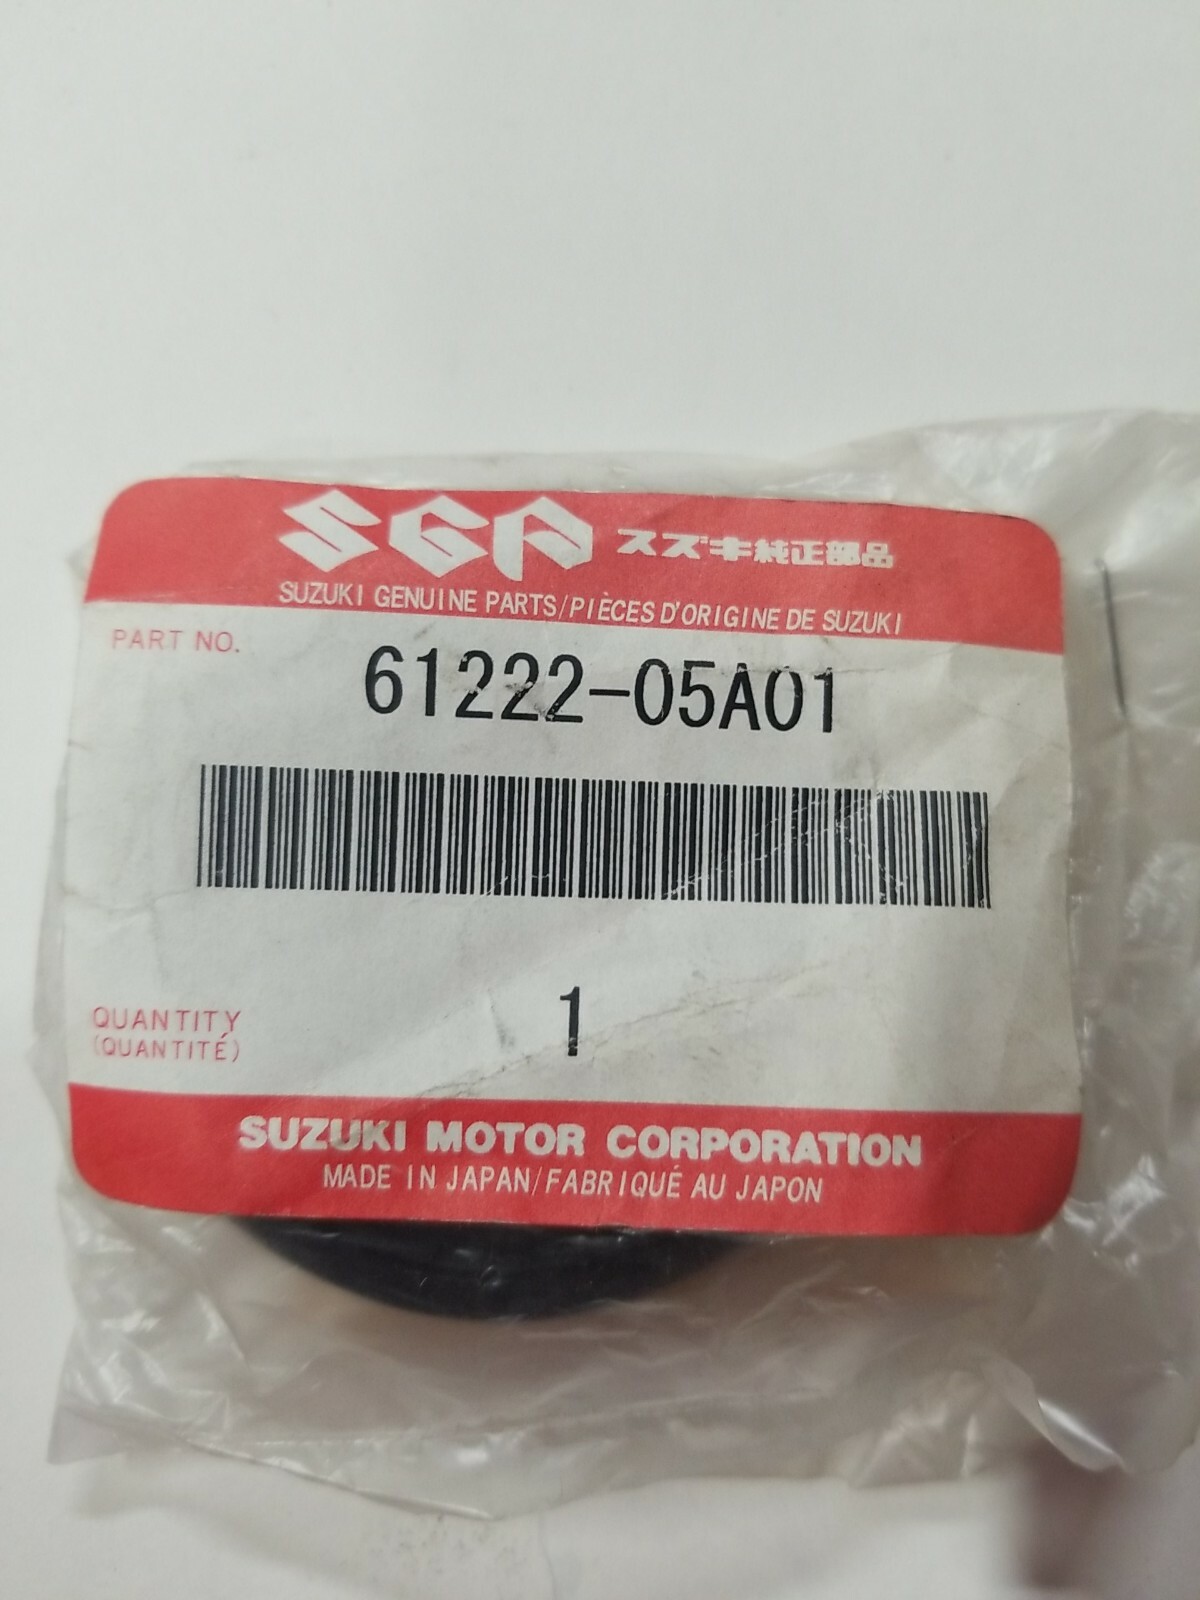 SGP スズキ純正部品
SUZUKI GENUINE PARTS/PIÈCES D'ORIGINE DE SUZUKI
PART NO.
61222-05A01
QUANTITY
(QUANTITÉ)
1
SUZUKI MOTOR CORPORATION
MADE IN JAPAN/FABRIQUÉ AU JAPON